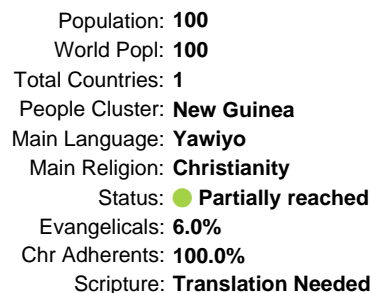 Population: 100
World Popl: 100
Total Countries: 1
People Cluster: New Guinea
Main Language: Yawiyo
Main Religion: Christianity
Status: Partially reached
Evangelicals: 6.0%
Chr Adherents: 100.0%
Scripture: Translation Needed